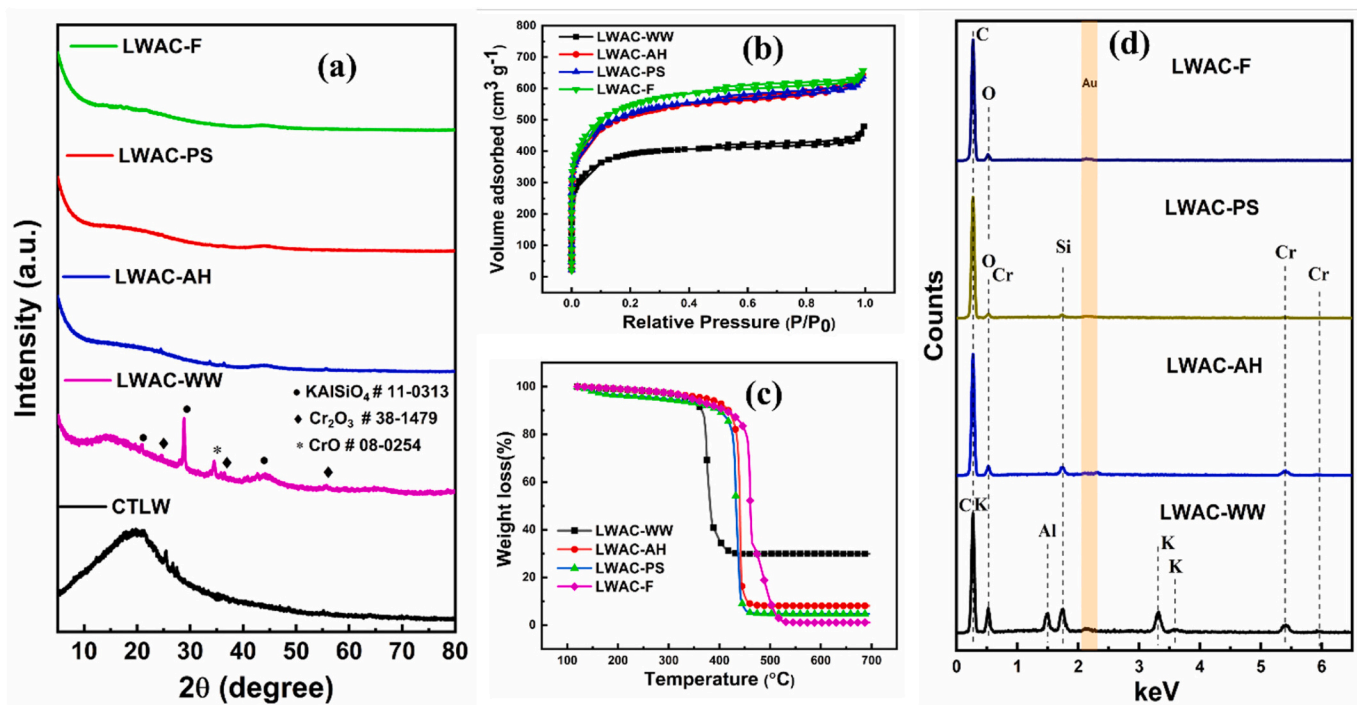 (a)
LWAC-F
LWAC-PS
LWAC-AH
LWAC-WW
● KAlSiO₄ # 11-0313
♦ Cr₂O₃ # 38-1479
* CrO # 08-0254
CTLW
Intensity (a.u.)
10 20 30 40 50 60 70 80
2θ (degree)
(b)
LWAC-WW
LWAC-AH
LWAC-PS
LWAC-F
Volume adsorbed (cm3 g-1)
800
700
600
500
400
300
200
100
0
0.0 0.2 0.4 0.6 0.8 1.0
Relative Pressure (P/P₀)
(c)
Weight loss(%)
100
80
60
40
20
0
LWAC-WW
LWAC-AH
LWAC-PS
LWAC-F
100 200 300 400 500 600 700
Temperature (°C)
(d)
C
LWAC-F
O
Au
LWAC-PS
O
Cr
Si
Cr
Cr
LWAC-AH
C K
LWAC-WW
Al
K
K
Counts
0 1 2 3 4 5 6
keV